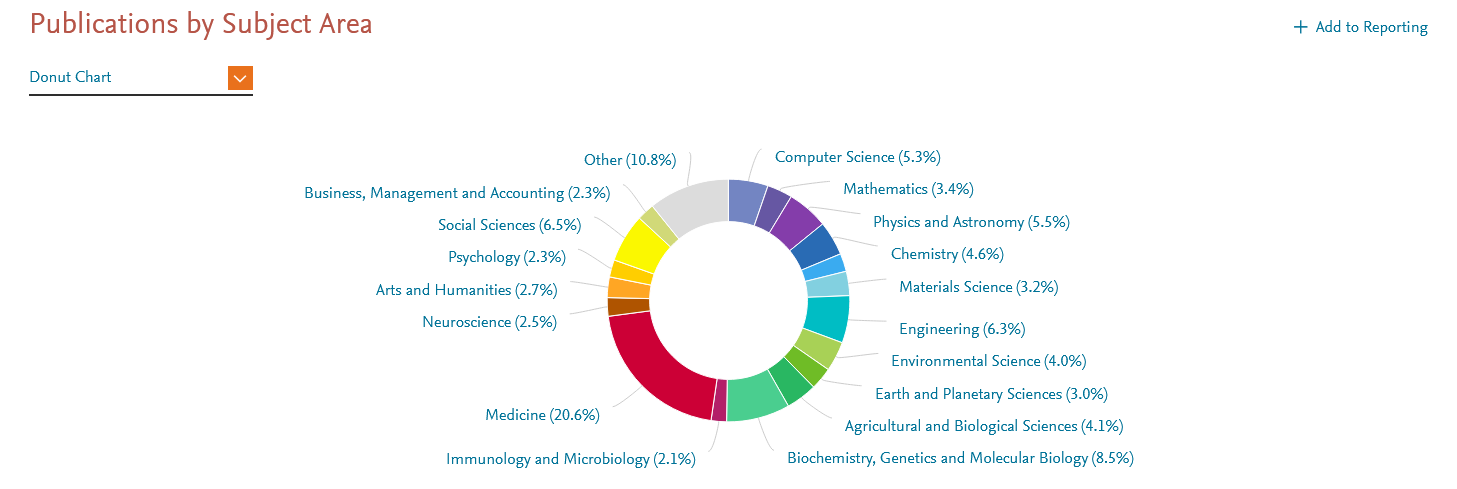 Publications by Subject Area
+ Add to Reporting
Donut Chart
Other (10.8%)
Computer Science (5.3%)
Business, Management and Accounting (2.3%)
Mathematics (3.4%)
Social Sciences (6.5%)
Physics and Astronomy (5.5%)
Psychology (2.3%)
Chemistry (4.6%)
Arts and Humanities (2.7%)
Materials Science (3.2%)
Neuroscience (2.5%)
Engineering (6.3%)
Environmental Science (4.0%)
Earth and Planetary Sciences (3.0%)
Medicine (20.6%)
Agricultural and Biological Sciences (4.1%)
Immunology and Microbiology (2.1%)
Biochemistry, Genetics and Molecular Biology (8.5%)